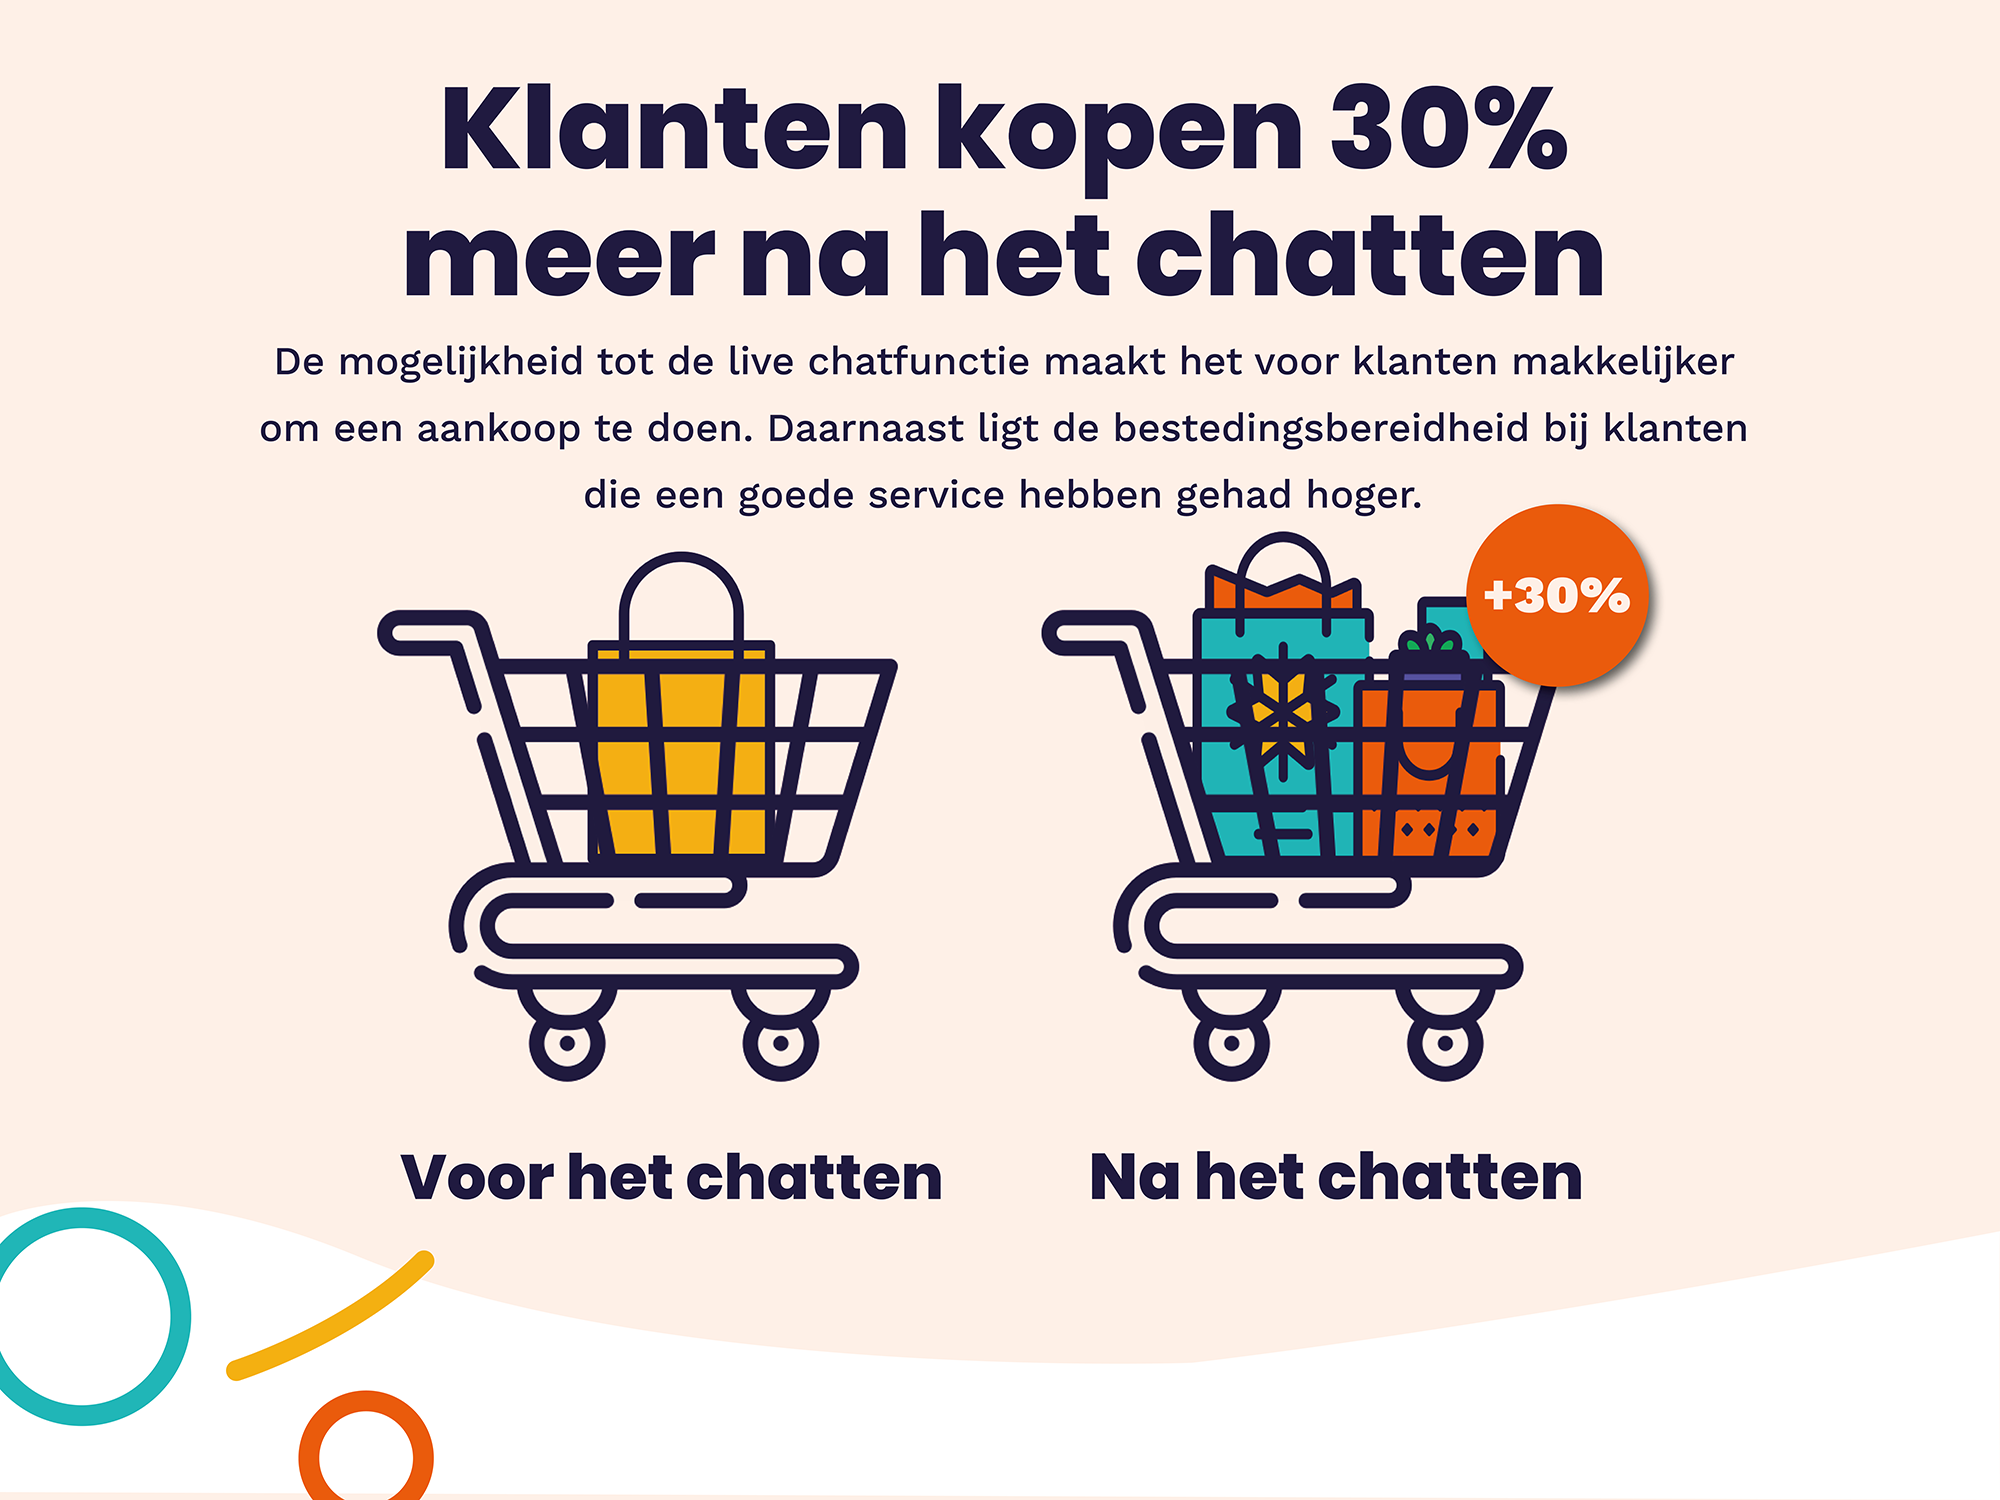 Klanten kopen 30%
meer na het chatten
De mogelijkheid tot de live chatfunctie maakt het voor klanten makkelijker
om een aankoop te doen. Daarnaast ligt de bestedingsbereidheid bij klanten
die een goede service hebben gehad hoger.
+30%
Voor het chatten
Na het chatten